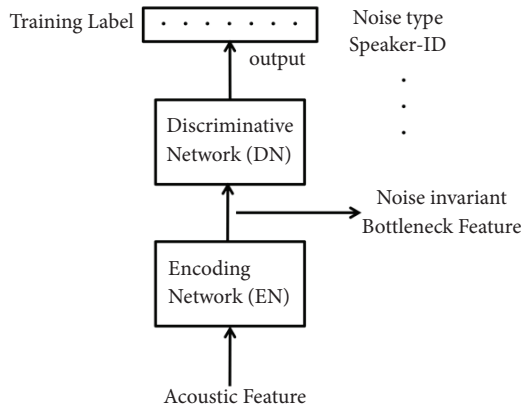 Training Label
Noise type
Speaker-ID
output
Discriminative
Network (DN)
Noise invariant
Bottleneck Feature
Encoding
Network (EN)
Acoustic Feature